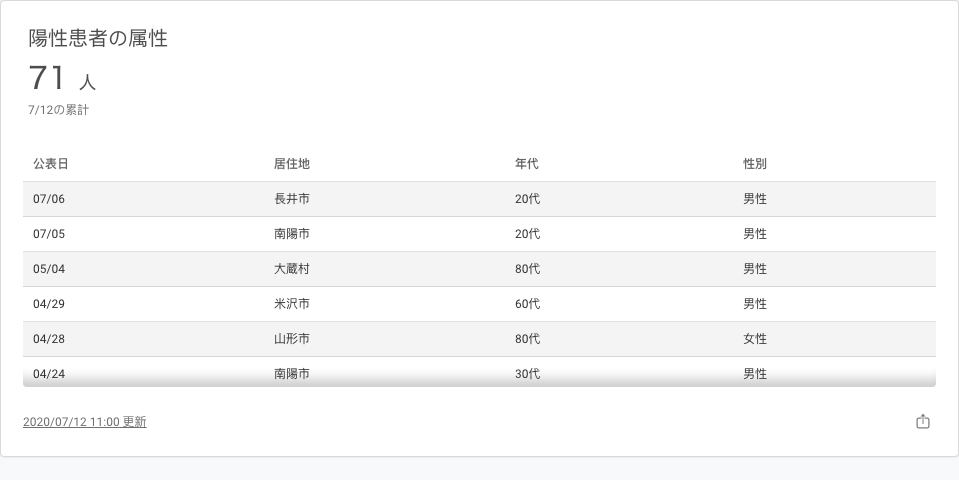 陽性患者の属性
71 人
7/12の累計
公表日 居住地 年代 性別
07/06 長井市 20代 男性
07/05 南陽市 20代 男性
05/04 大蔵村 80代 男性
04/29 米沢市 60代 男性
04/28 山形市 80代 女性
04/24 南陽市 30代 男性
2020/07/12 11:00 更新